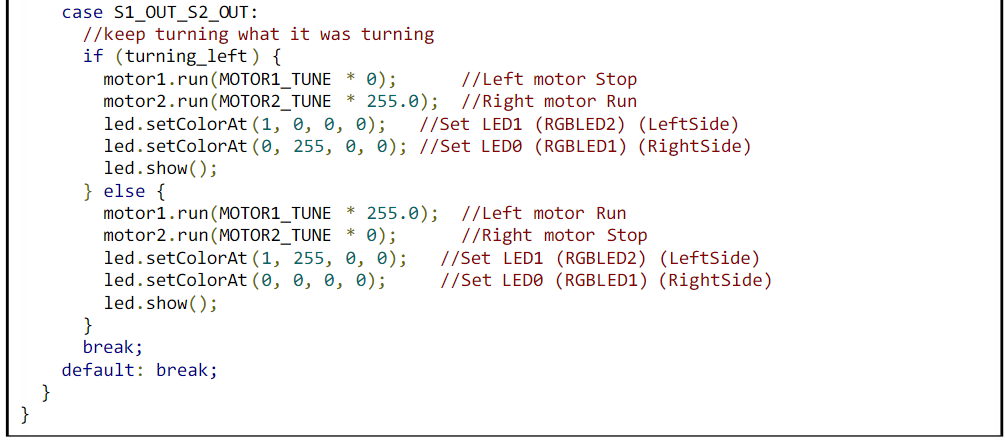 case S1_OUT_S2_OUT:
//keep turning what it was turning
if (turning_left) {
motor1.run(MOTOR1_TUNE * 0); //Left motor Stop
motor2.run(MOTOR2_TUNE * 255.0); //Right motor Run
led.setColorAt(1, 0, 0, 0); //Set LED1 (RGBLED2) (LeftSide)
led.setColorAt(0, 255, 0, 0); //Set LED0 (RGBLED1) (RightSide)
led.show();
} else {
motor1.run(MOTOR1_TUNE * 255.0); //Left motor Run
motor2.run(MOTOR2_TUNE * 0); //Right motor Stop
led.setColorAt(1, 255, 0, 0); //Set LED1 (RGBLED2) (LeftSide)
led.setColorAt(0, 0, 0, 0); //Set LED0 (RGBLED1) (RightSide)
led.show();
}
break;
default: break;
}
}